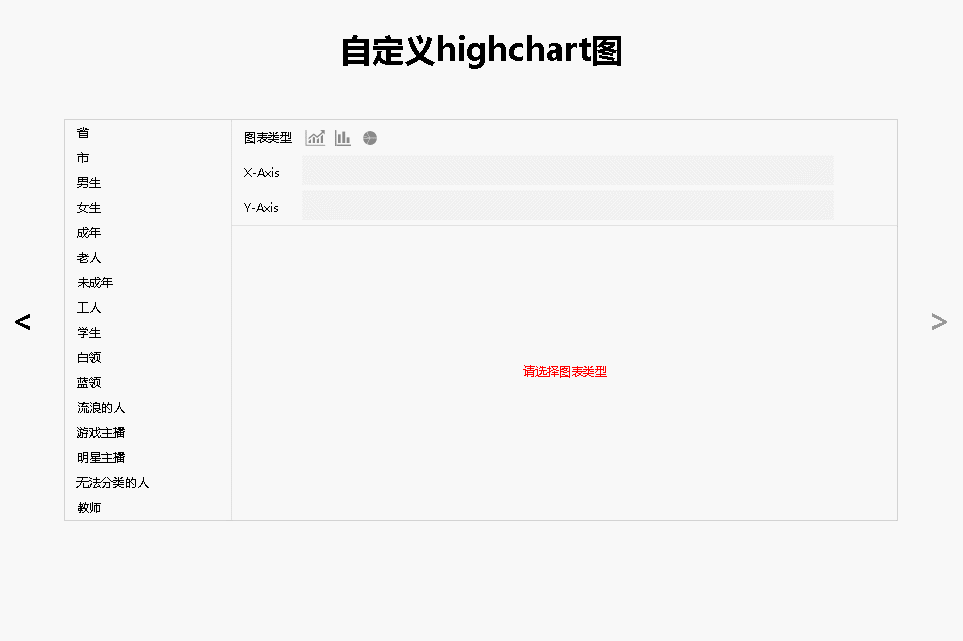 自定义highchart图
省
市
男生
女生
成年
老人
未成年
工人
学生
白领
蓝领
流浪的人
游戏主播
明星主播
无法分类的人
教师
图表类型
X-Axis
Y-Axis
请选择图表类型
<
>